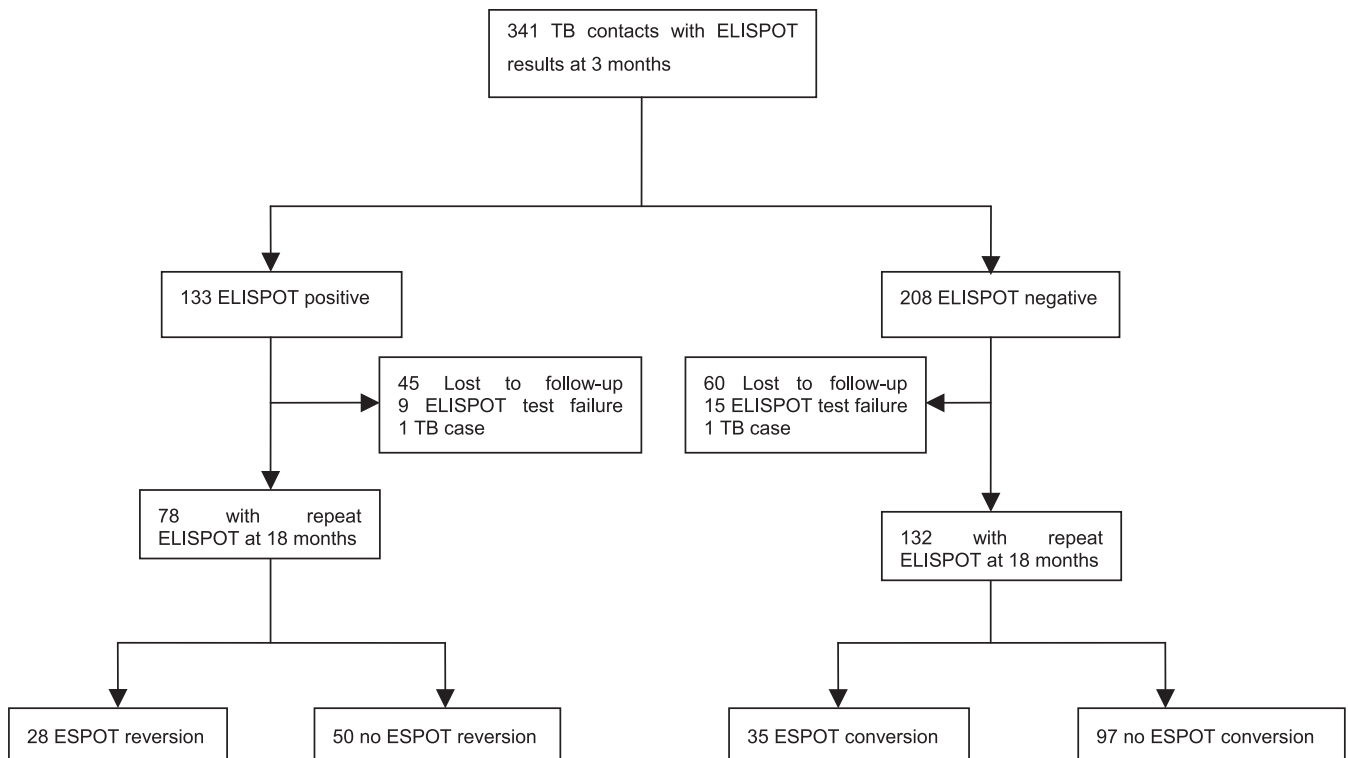 341 TB contacts with ELISPOT
results at 3 months
133 ELISPOT positive
208 ELISPOT negative
45 Lost to follow-up
9 ELISPOT test failure
1 TB case
60 Lost to follow-up
15 ELISPOT test failure
1 TB case
78 with repeat
ELISPOT at 18 months
132 with repeat
ELISPOT at 18 months
28 ESPOT reversion
50 no ESPOT reversion
35 ESPOT conversion
97 no ESPOT conversion